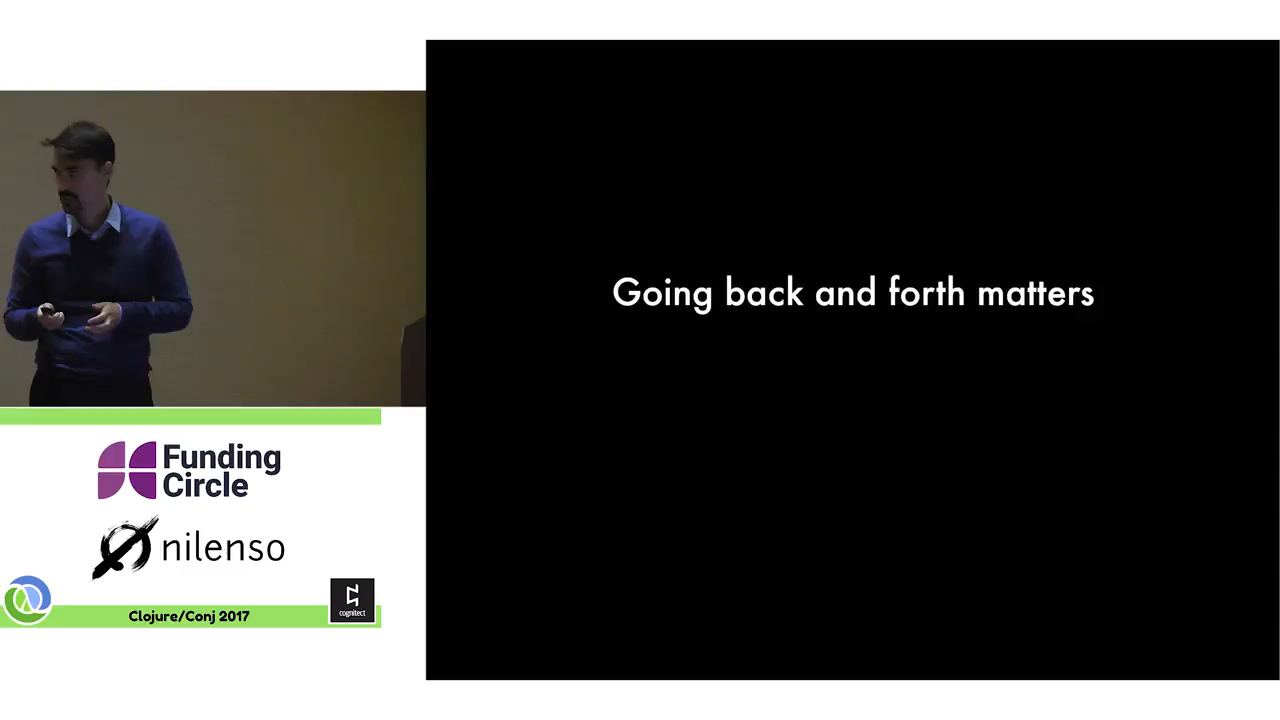 Going back and forth matters
Funding
Circle
nilenso
cognitect
Clojure/Conj 2017